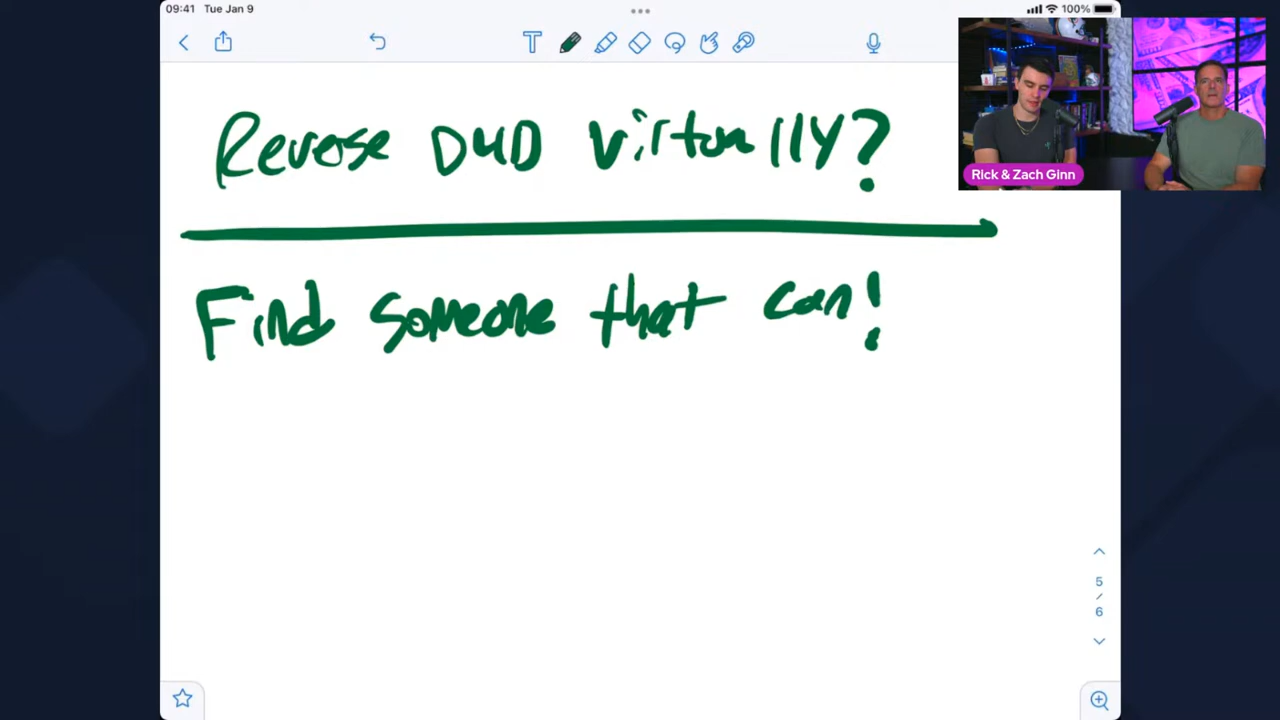 09:41 Tue Jan 9
100%
Rick & Zach Ginn
Reverse D4D virtually?
Find someone that can!
5
6